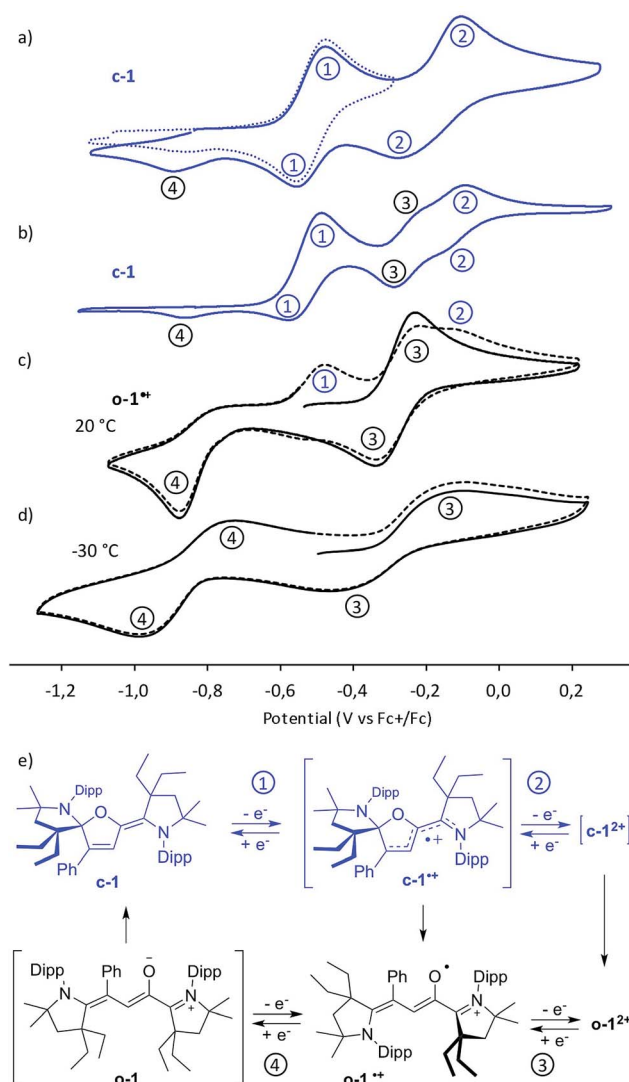 a)
c-1
① ②
① ②
④
b)
c-1
① ③ ②
④ ① ③ ②
c)
o-1•+
20 °C
① ③ ②
④ ③
d)
-30 °C
④ ③
④ ③
-1,2 -1,0 -0,8 -0,6 -0,4 -0,2 0,0 0,2
Potential (V vs Fc+/Fc)
e)
Dipp
N O
N
Dipp
Ph
c-1
①
- e-
+ e-
Dipp
N O
•+ N
Dipp
Ph
c-1•+
②
- e-
+ e-
[c-1²⁺]
Dipp Ph O- Dipp
N N+
o-1
- e-
+ e-
④
Ph O• Dipp
N N+
Dipp
o-1•+
- e-
+ e-
③
o-1²⁺